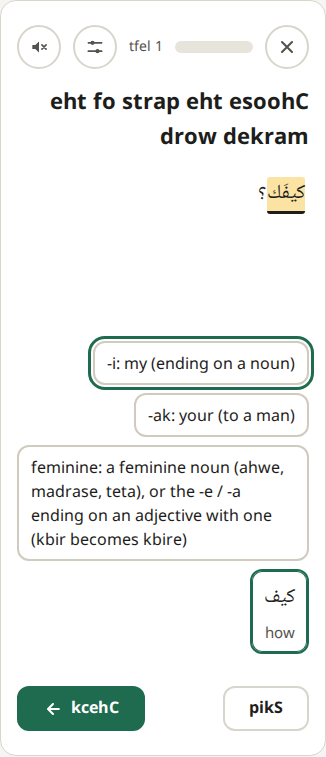 tfel 1
Choosese eht strap fo eht
dekram drow
كيفَك؟
-i: my (ending on a noun)
-ak: your (to a man)
feminine: a feminine noun (ahwe,
madrase, teta), or the -e / -a
ending on an adjective with one
(kbir becomes kbire)
كيف
how
kcehC
pikS